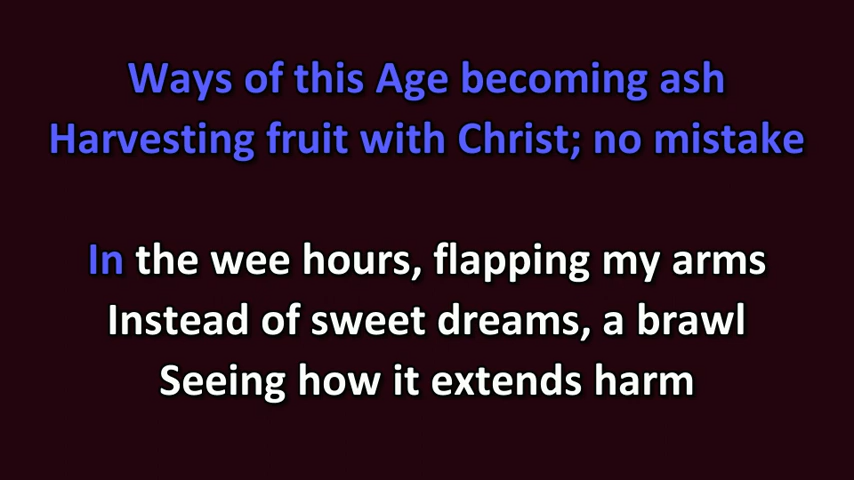 Ways of this Age becoming ash
Harvesting fruit with Christ; no mistake
In the wee hours, flapping my arms
Instead of sweet dreams, a brawl
Seeing how it extends harm